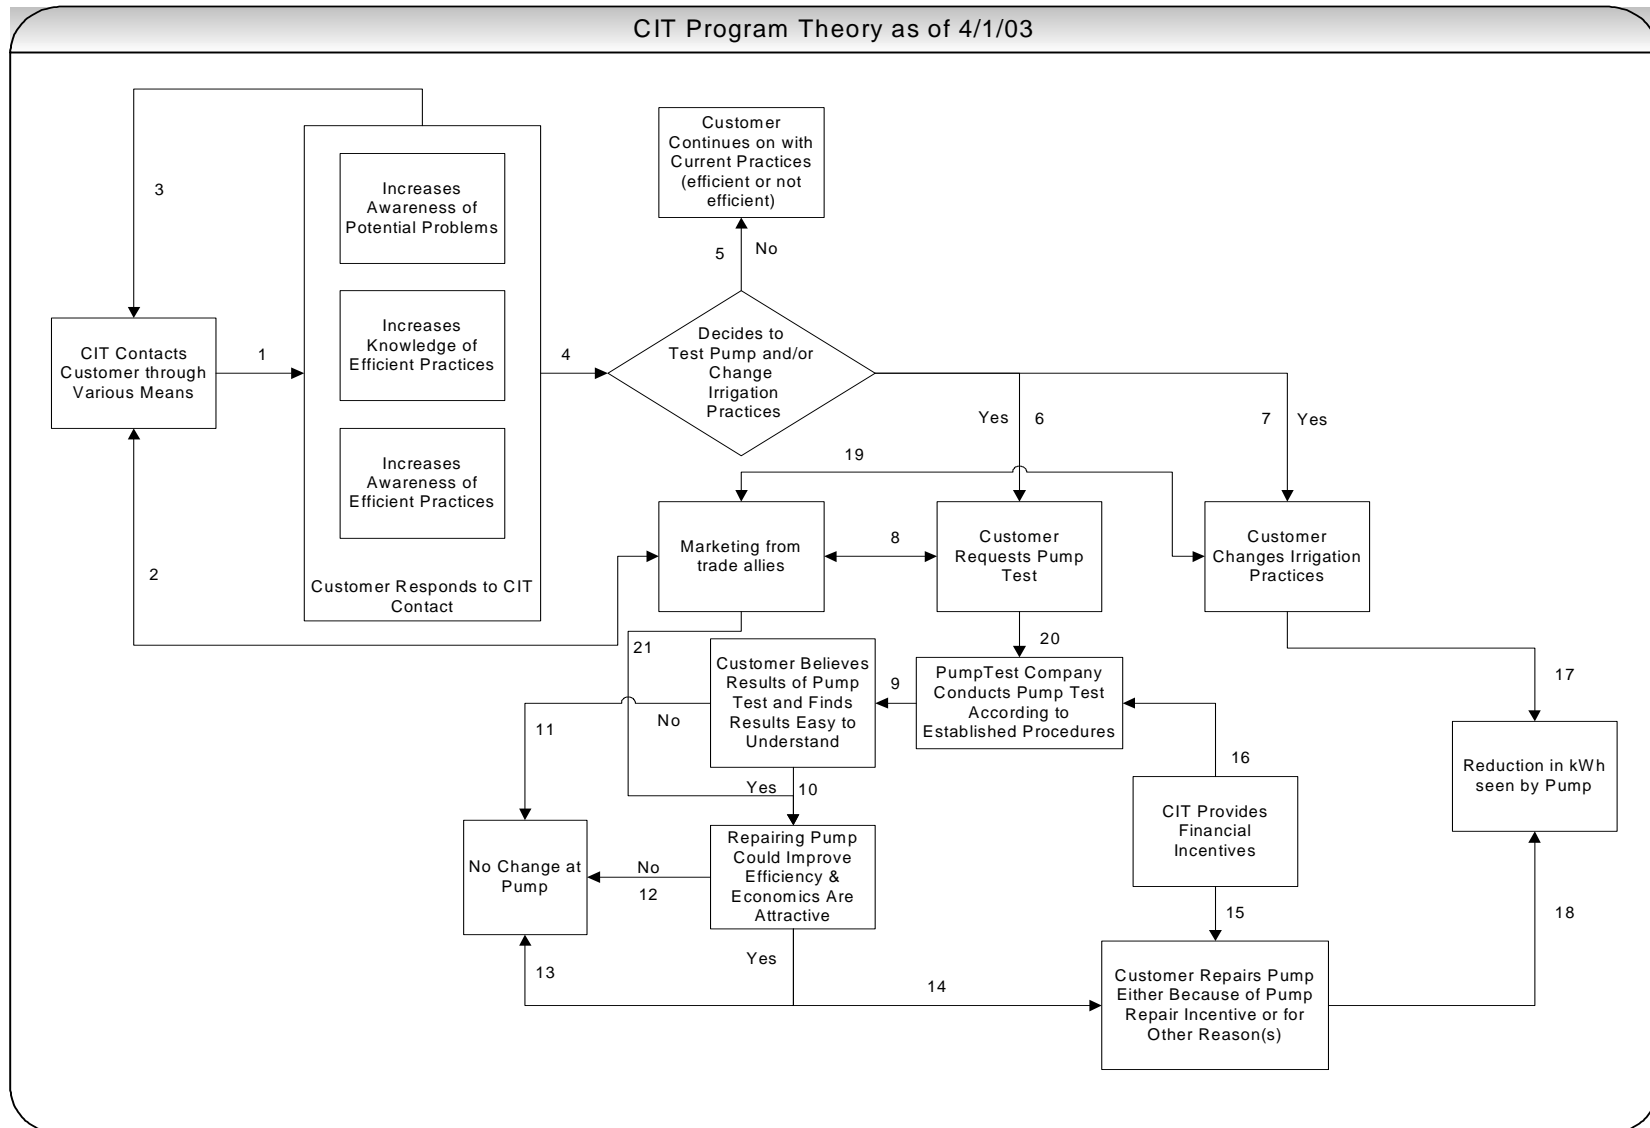 CIT Program Theory as of 4/1/03
3
Increases
Awareness of
Potential Problems
Increases
Knowledge of
Efficient Practices
Increases
Awareness of
Efficient Practices
Customer Responds to CIT
Contact
CIT Contacts
Customer through
Various Means
1
2
4
Customer
Continues on with
Current Practices
(efficient or not
efficient)
5
No
Decides to
Test Pump and/or
Change
Irrigation
Practices
Yes
6
7
Yes
19
Marketing from
trade allies
8
Customer
Requests Pump
Test
Customer
Changes Irrigation
Practices
21
20
17
Customer Believes
Results of Pump
Test and Finds
Results Easy to
Understand
9
PumpTest Company
Conducts Pump Test
According to
Established Procedures
11
No
16
Reduction in kWh
seen by Pump
Yes
10
CIT Provides
Financial
Incentives
No Change at
Pump
No
12
Repairing Pump
Could Improve
Efficiency &
Economics Are
Attractive
15
18
13
Yes
14
Customer Repairs Pump
Either Because of Pump
Repair Incentive or for
Other Reason(s)